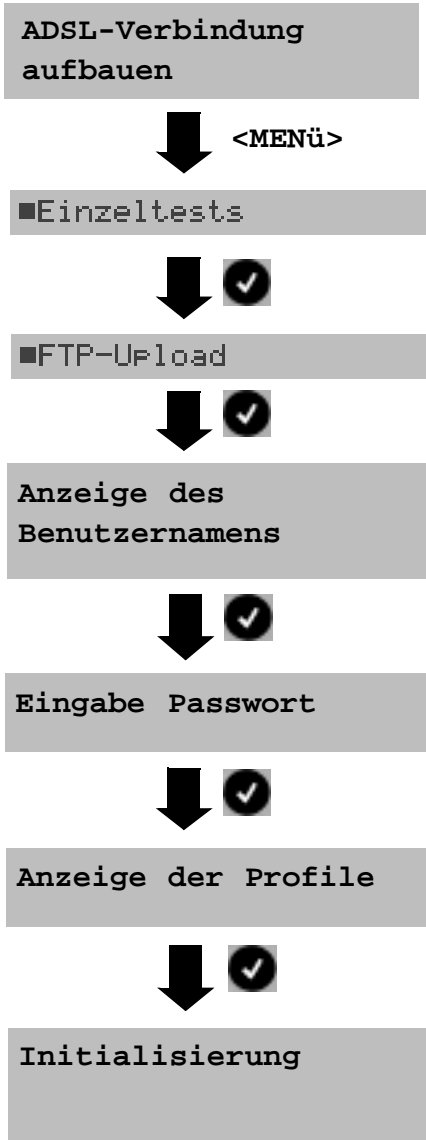 ADSL-Verbindung
aufbauen
<MENü>
■Einzeltests
■FTP-Upload
Anzeige des
Benutzernamens
Eingabe Passwort
Anzeige der Profile
Initialisierung